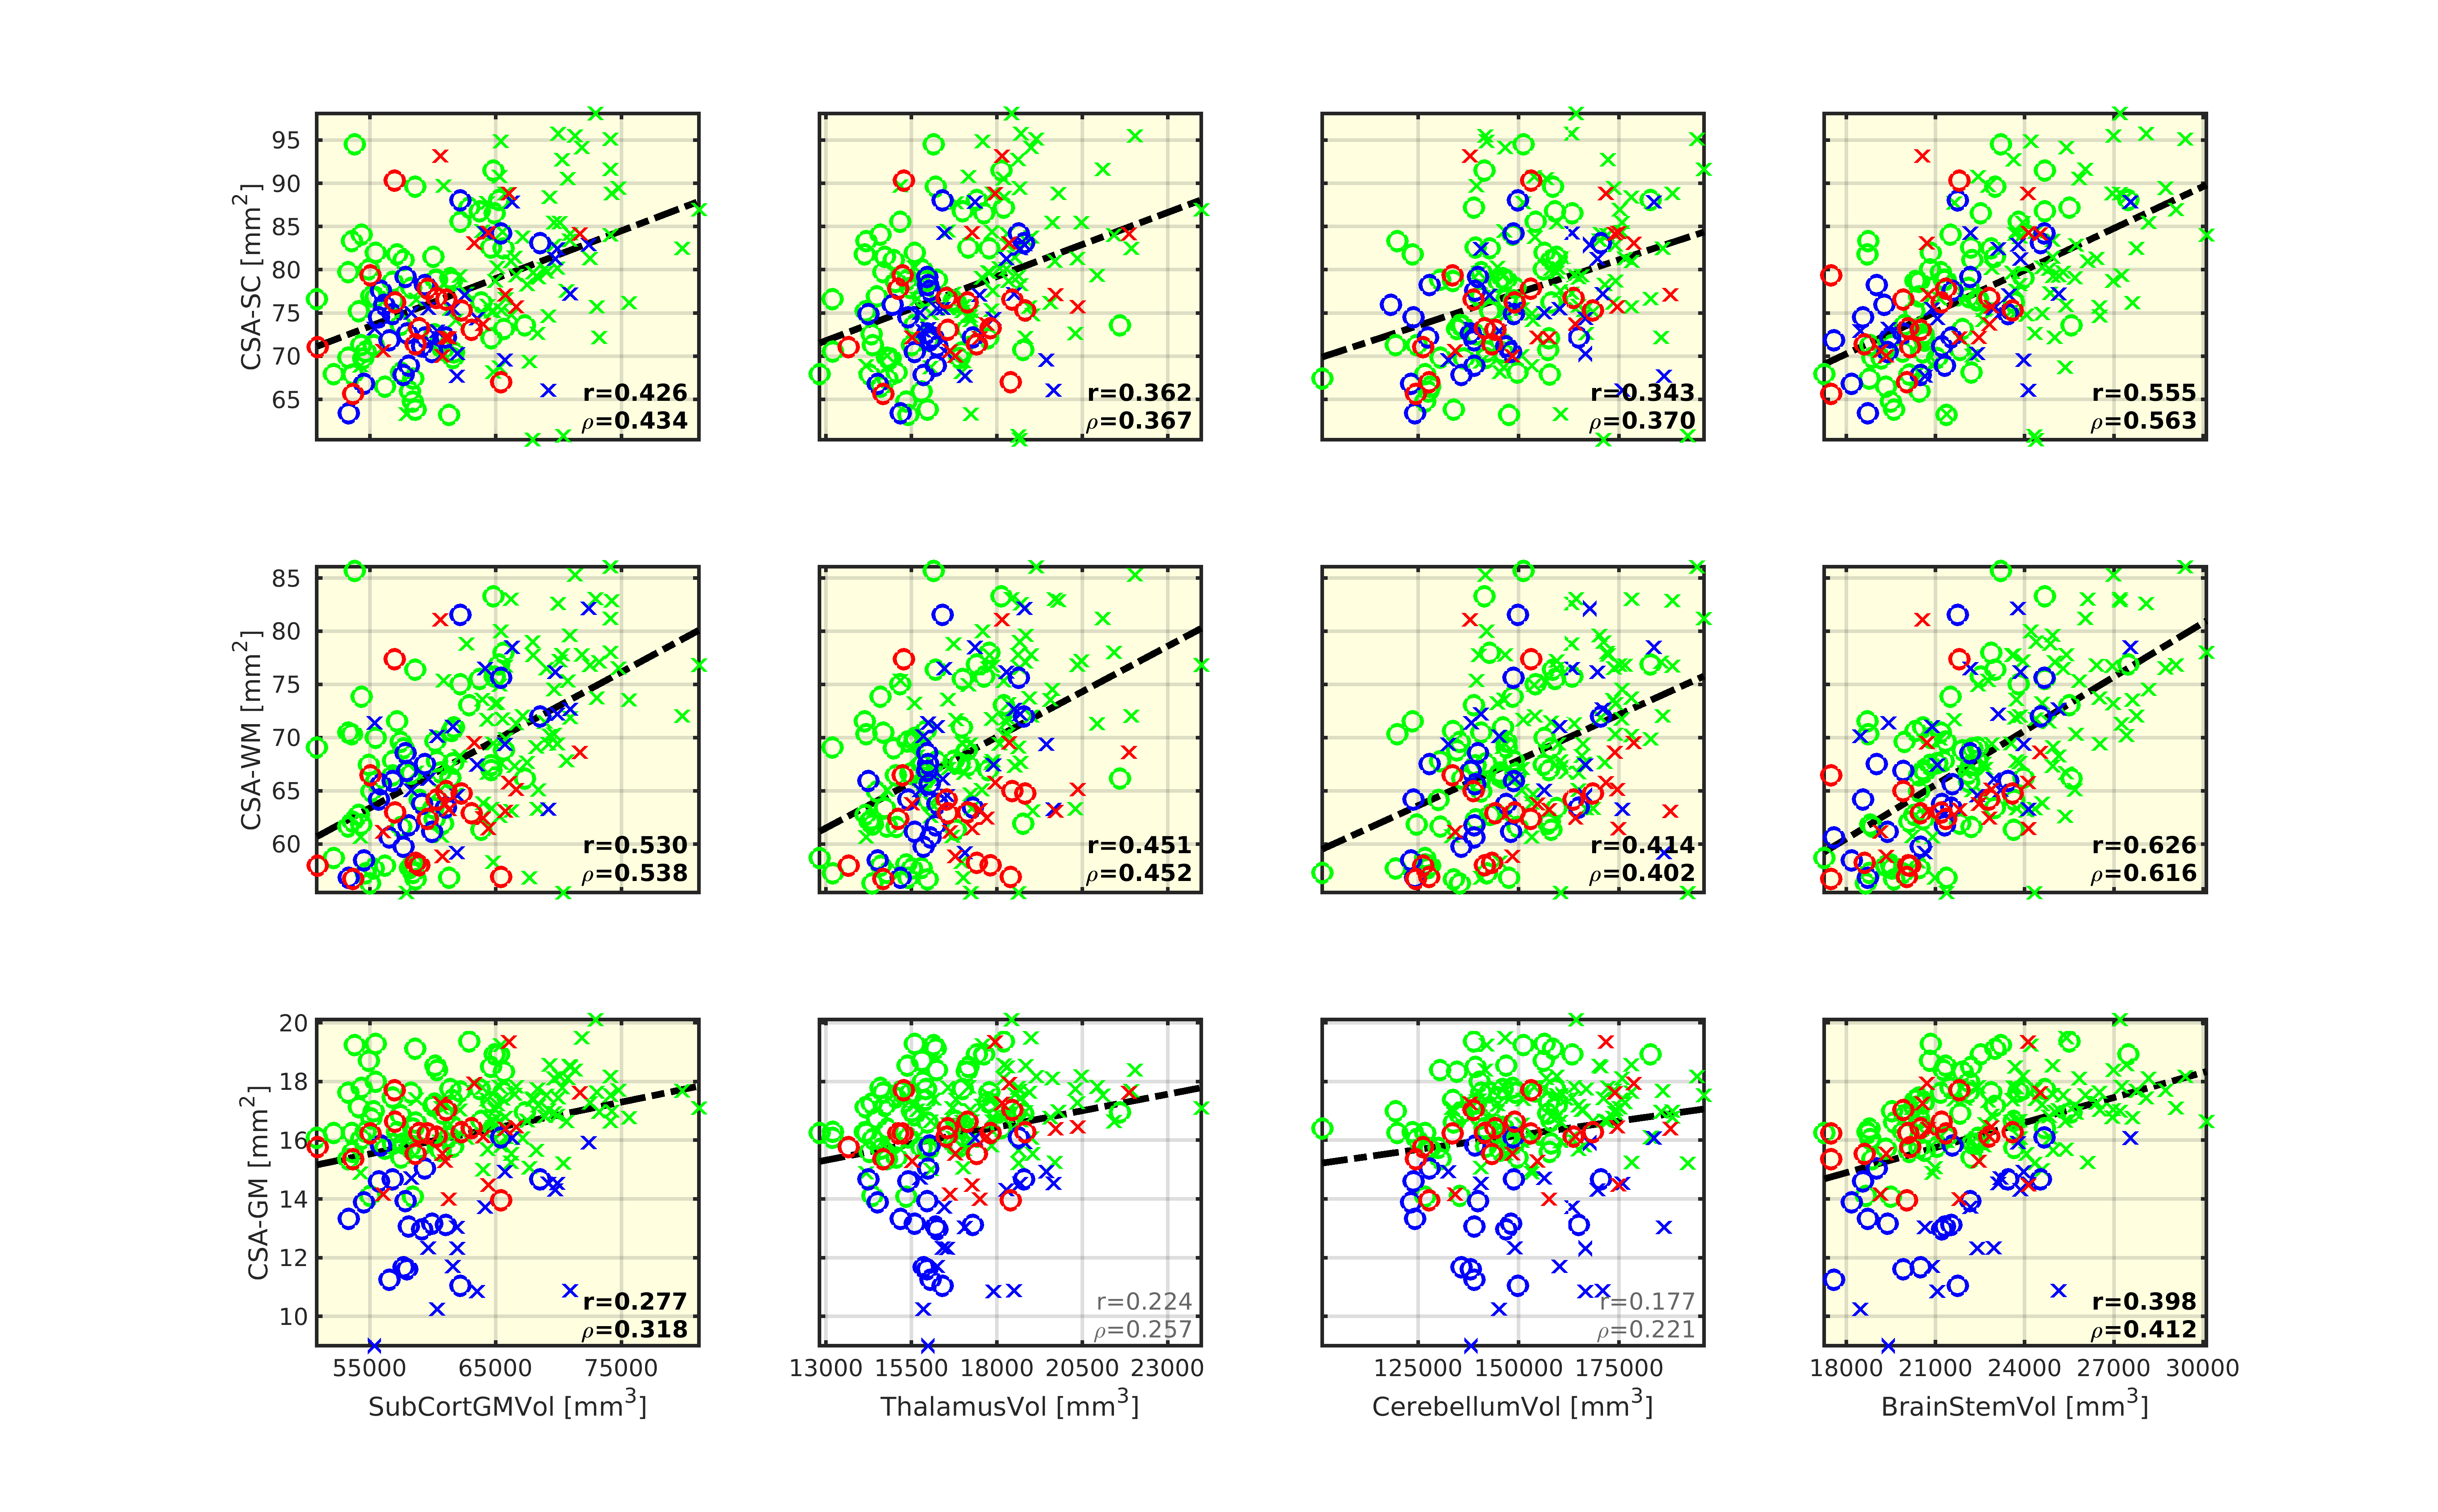 95
90
85
80
75
70
65
CSA-SC [mm²]
r=0.426
ρ=0.434
r=0.362
ρ=0.367
r=0.343
ρ=0.370
r=0.555
ρ=0.563
85
80
75
70
65
60
CSA-WM [mm²]
r=0.530
ρ=0.538
r=0.451
ρ=0.452
r=0.414
ρ=0.402
r=0.626
ρ=0.616
20
18
16
14
12
10
CSA-GM [mm²]
r=0.277
ρ=0.318
r=0.224
ρ=0.257
r=0.177
ρ=0.221
r=0.398
ρ=0.412
55000 65000 75000
13000 15500 18000 20500 23000
125000 150000 175000
18000 21000 24000 27000 30000
SubCortGMVol [mm³]
ThalamusVol [mm³]
CerebellumVol [mm³]
BrainStemVol [mm³]